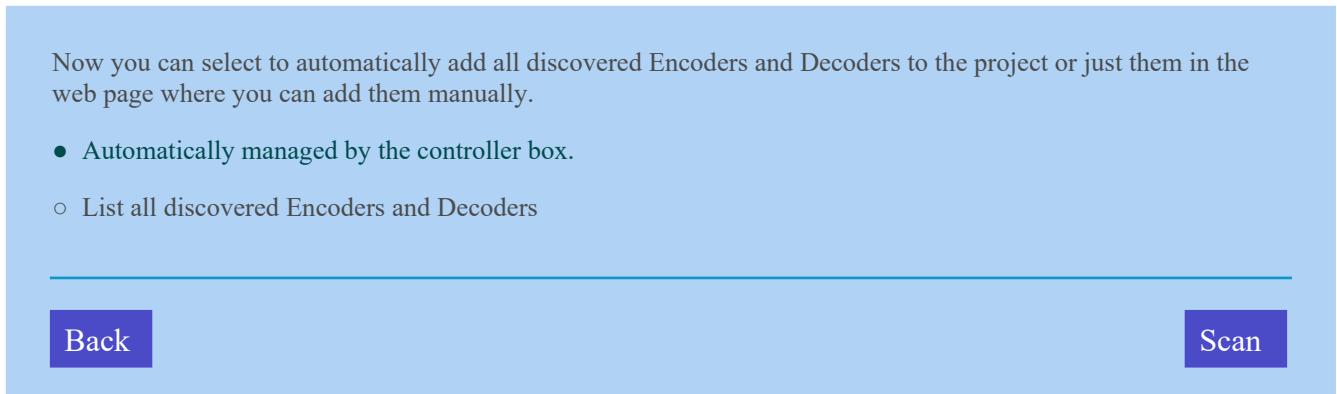 Now you can select to automatically add all discovered Encoders and Decoders to the project or just them in the
web page where you can add them manually.
● Automatically managed by the controller box.
○ List all discovered Encoders and Decoders
Back
Scan